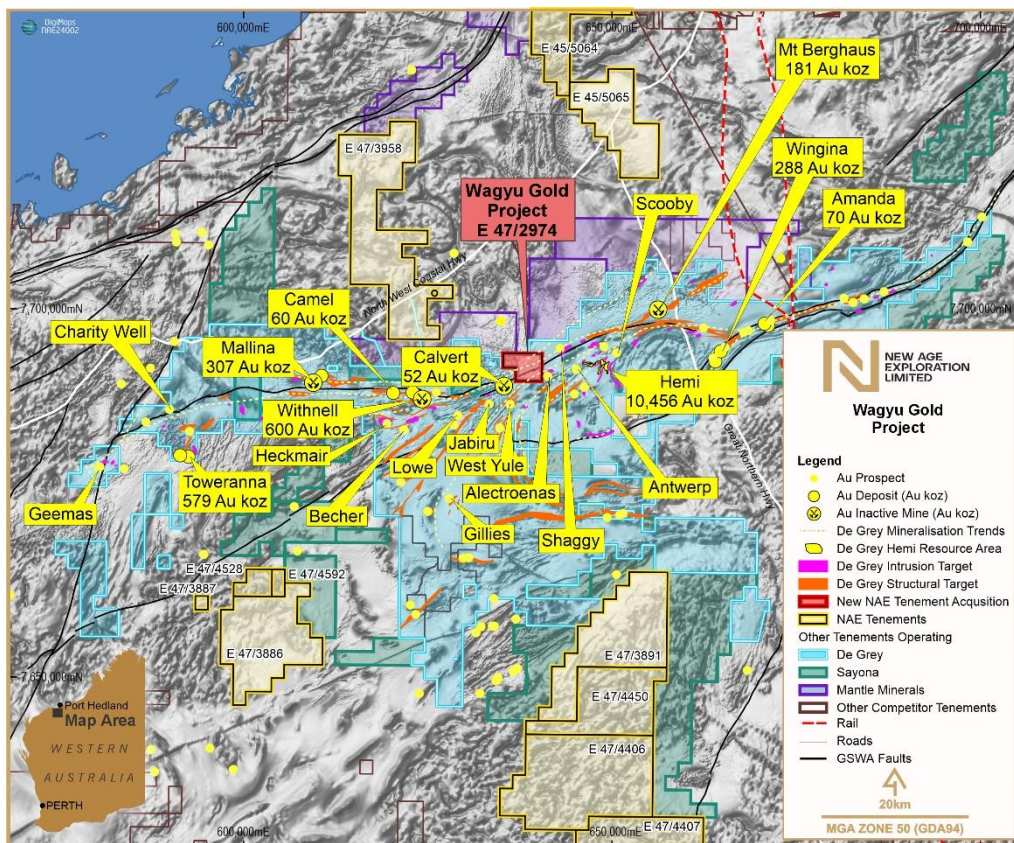 DigiMaps
NAE24002
600,000mE
650,000mE
700,000mE
E 45/5064
E 45/5065
E 47/3958
Mt Berghaus
181 Au koz
Wingina
288 Au koz
Amanda
70 Au koz
Scooby
Wagyu Gold
Project
E 47/2974
North West Coastal Hwy
7,700,000mN
7,700,000mN
Camel
60 Au koz
Charity Well
Mallina
307 Au koz
Calvert
52 Au koz
Withnell
600 Au koz
Hemi
10,456 Au koz
Heckmair
Jabiru
Lowe
West Yule
Great Northern Hwy
Geemas
Toweranna
579 Au koz
Becher
Alectroenas
Antwerp
Gillies
Shaggy
E 47/4528
E 47/3887
E 47/4592
E 47/3886
E 47/3891
E 47/4450
E 47/4406
E 47/4407
7,650,000mN
600,000mE
650,000mE
Port Hedland
Map Area
WESTERN
AUSTRALIA
PERTH
N
NEW AGE
EXPLORATION
LIMITED
Wagyu Gold
Project
Legend
Au Prospect
Au Deposit (Au koz)
Au Inactive Mine (Au koz)
De Grey Mineralisation Trends
De Grey Hemi Resource Area
De Grey Intrusion Target
De Grey Structural Target
New NAE Tenement Acqusition
NAE Tenements
Other Tenements Operating
De Grey
Sayona
Mantle Minerals
Other Competitor Tenements
Rail
Roads
GSWA Faults
20km
MGA ZONE 50 (GDA94)